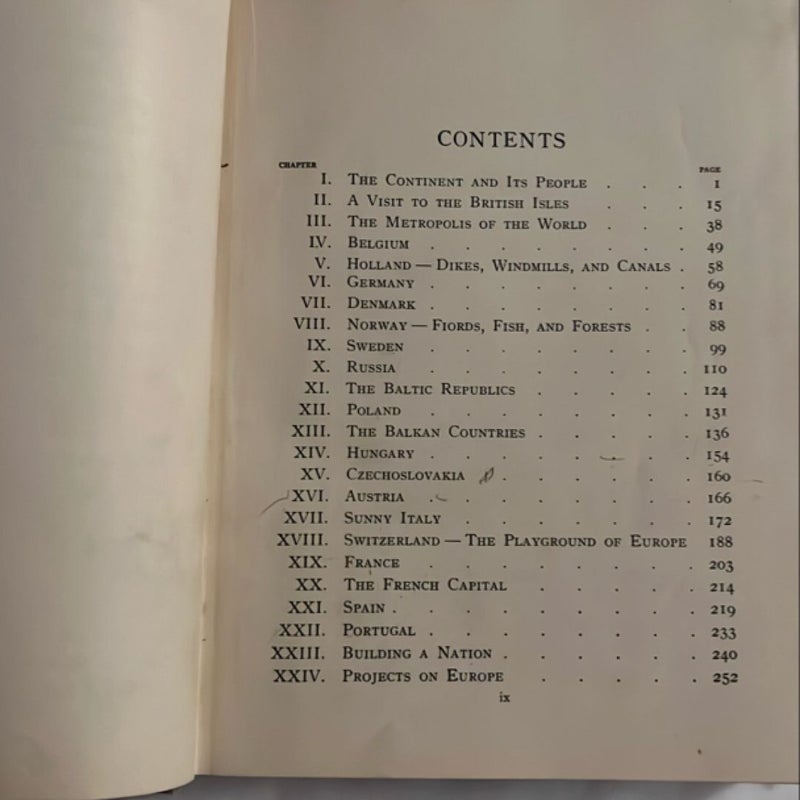 CONTENTS
CHAPTER PAGE
I. The Continent and Its People . . . 1
II. A Visit to the British Isles . . . 15
III. The Metropolis of the World . . . 38
IV. Belgium . . . . . . . . 49
V. Holland — Dikes, Windmills, and Canals . 58
VI. Germany . . . . . . . . 69
VII. Denmark . . . . . . . . 81
VIII. Norway — Fiords, Fish, and Forests . . 88
IX. Sweden . . . . . . . . 99
X. Russia . . . . . . . . 110
XI. The Baltic Republics . . . . . 124
XII. Poland . . . . . . . . 131
XIII. The Balkan Countries . . . . . 136
XIV. Hungary . . . . . . . . 154
XV. Czechoslovakia . . . . . . 160
XVI. Austria . . . . . . . . 166
XVII. Sunny Italy . . . . . . . 172
XVIII. Switzerland — The Playground of Europe 188
XIX. France . . . . . . . . 203
XX. The French Capital . . . . . 214
XXI. Spain . . . . . . . . . 219
XXII. Portugal . . . . . . . . 233
XXIII. Building a Nation . . . . . . 240
XXIV. Projects on Europe . . . . . 252
ix